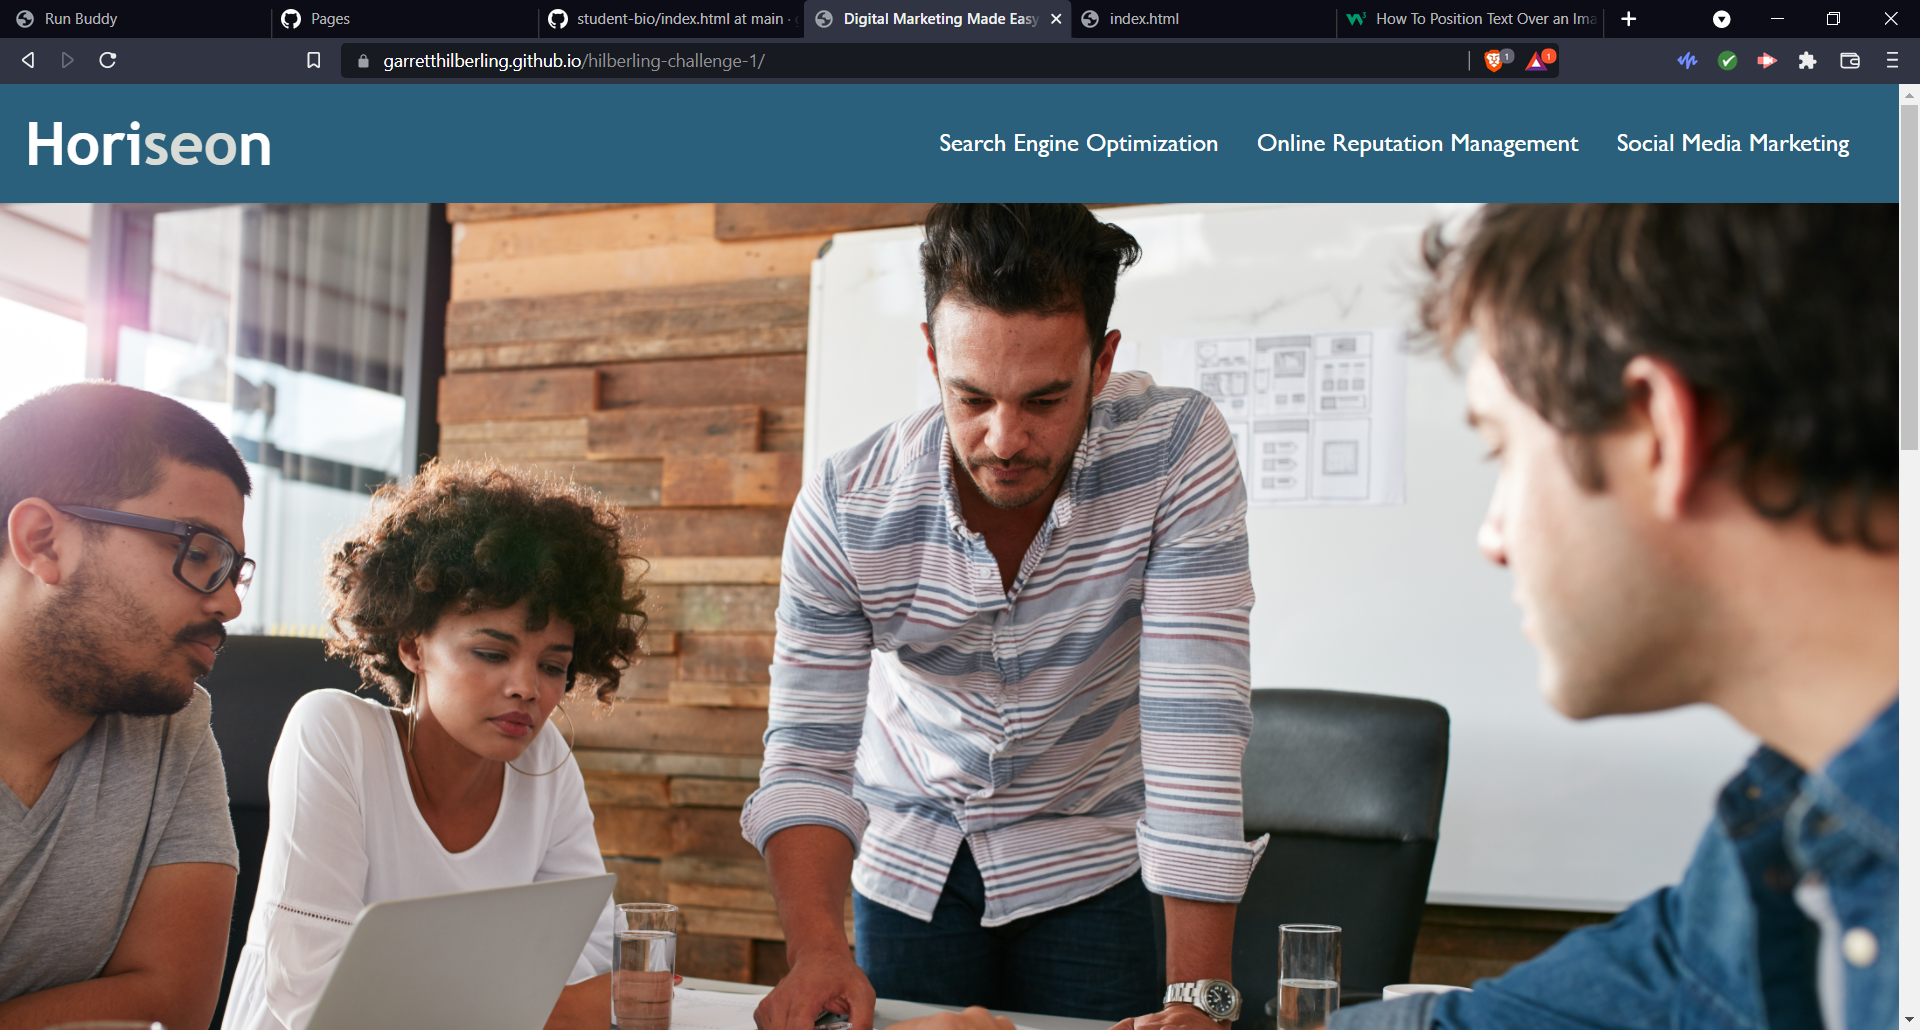 Run Buddy
Pages
student-bio/index.html at main ·
Digital Marketing Made Easy
index.html
How To Position Text Over an Ima
garretthilberling.github.io/hilberling-challenge-1/
1
1
Horiseon
Search Engine Optimization
Online Reputation Management
Social Media Marketing